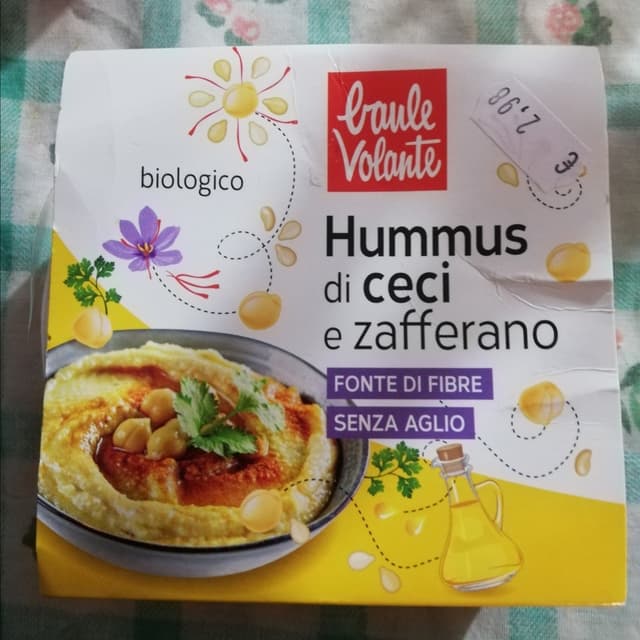 baule
volante
€ 2,98
biologico
Hummus
di ceci
e zafferano
FONTE DI FIBRE
SENZA AGLIO